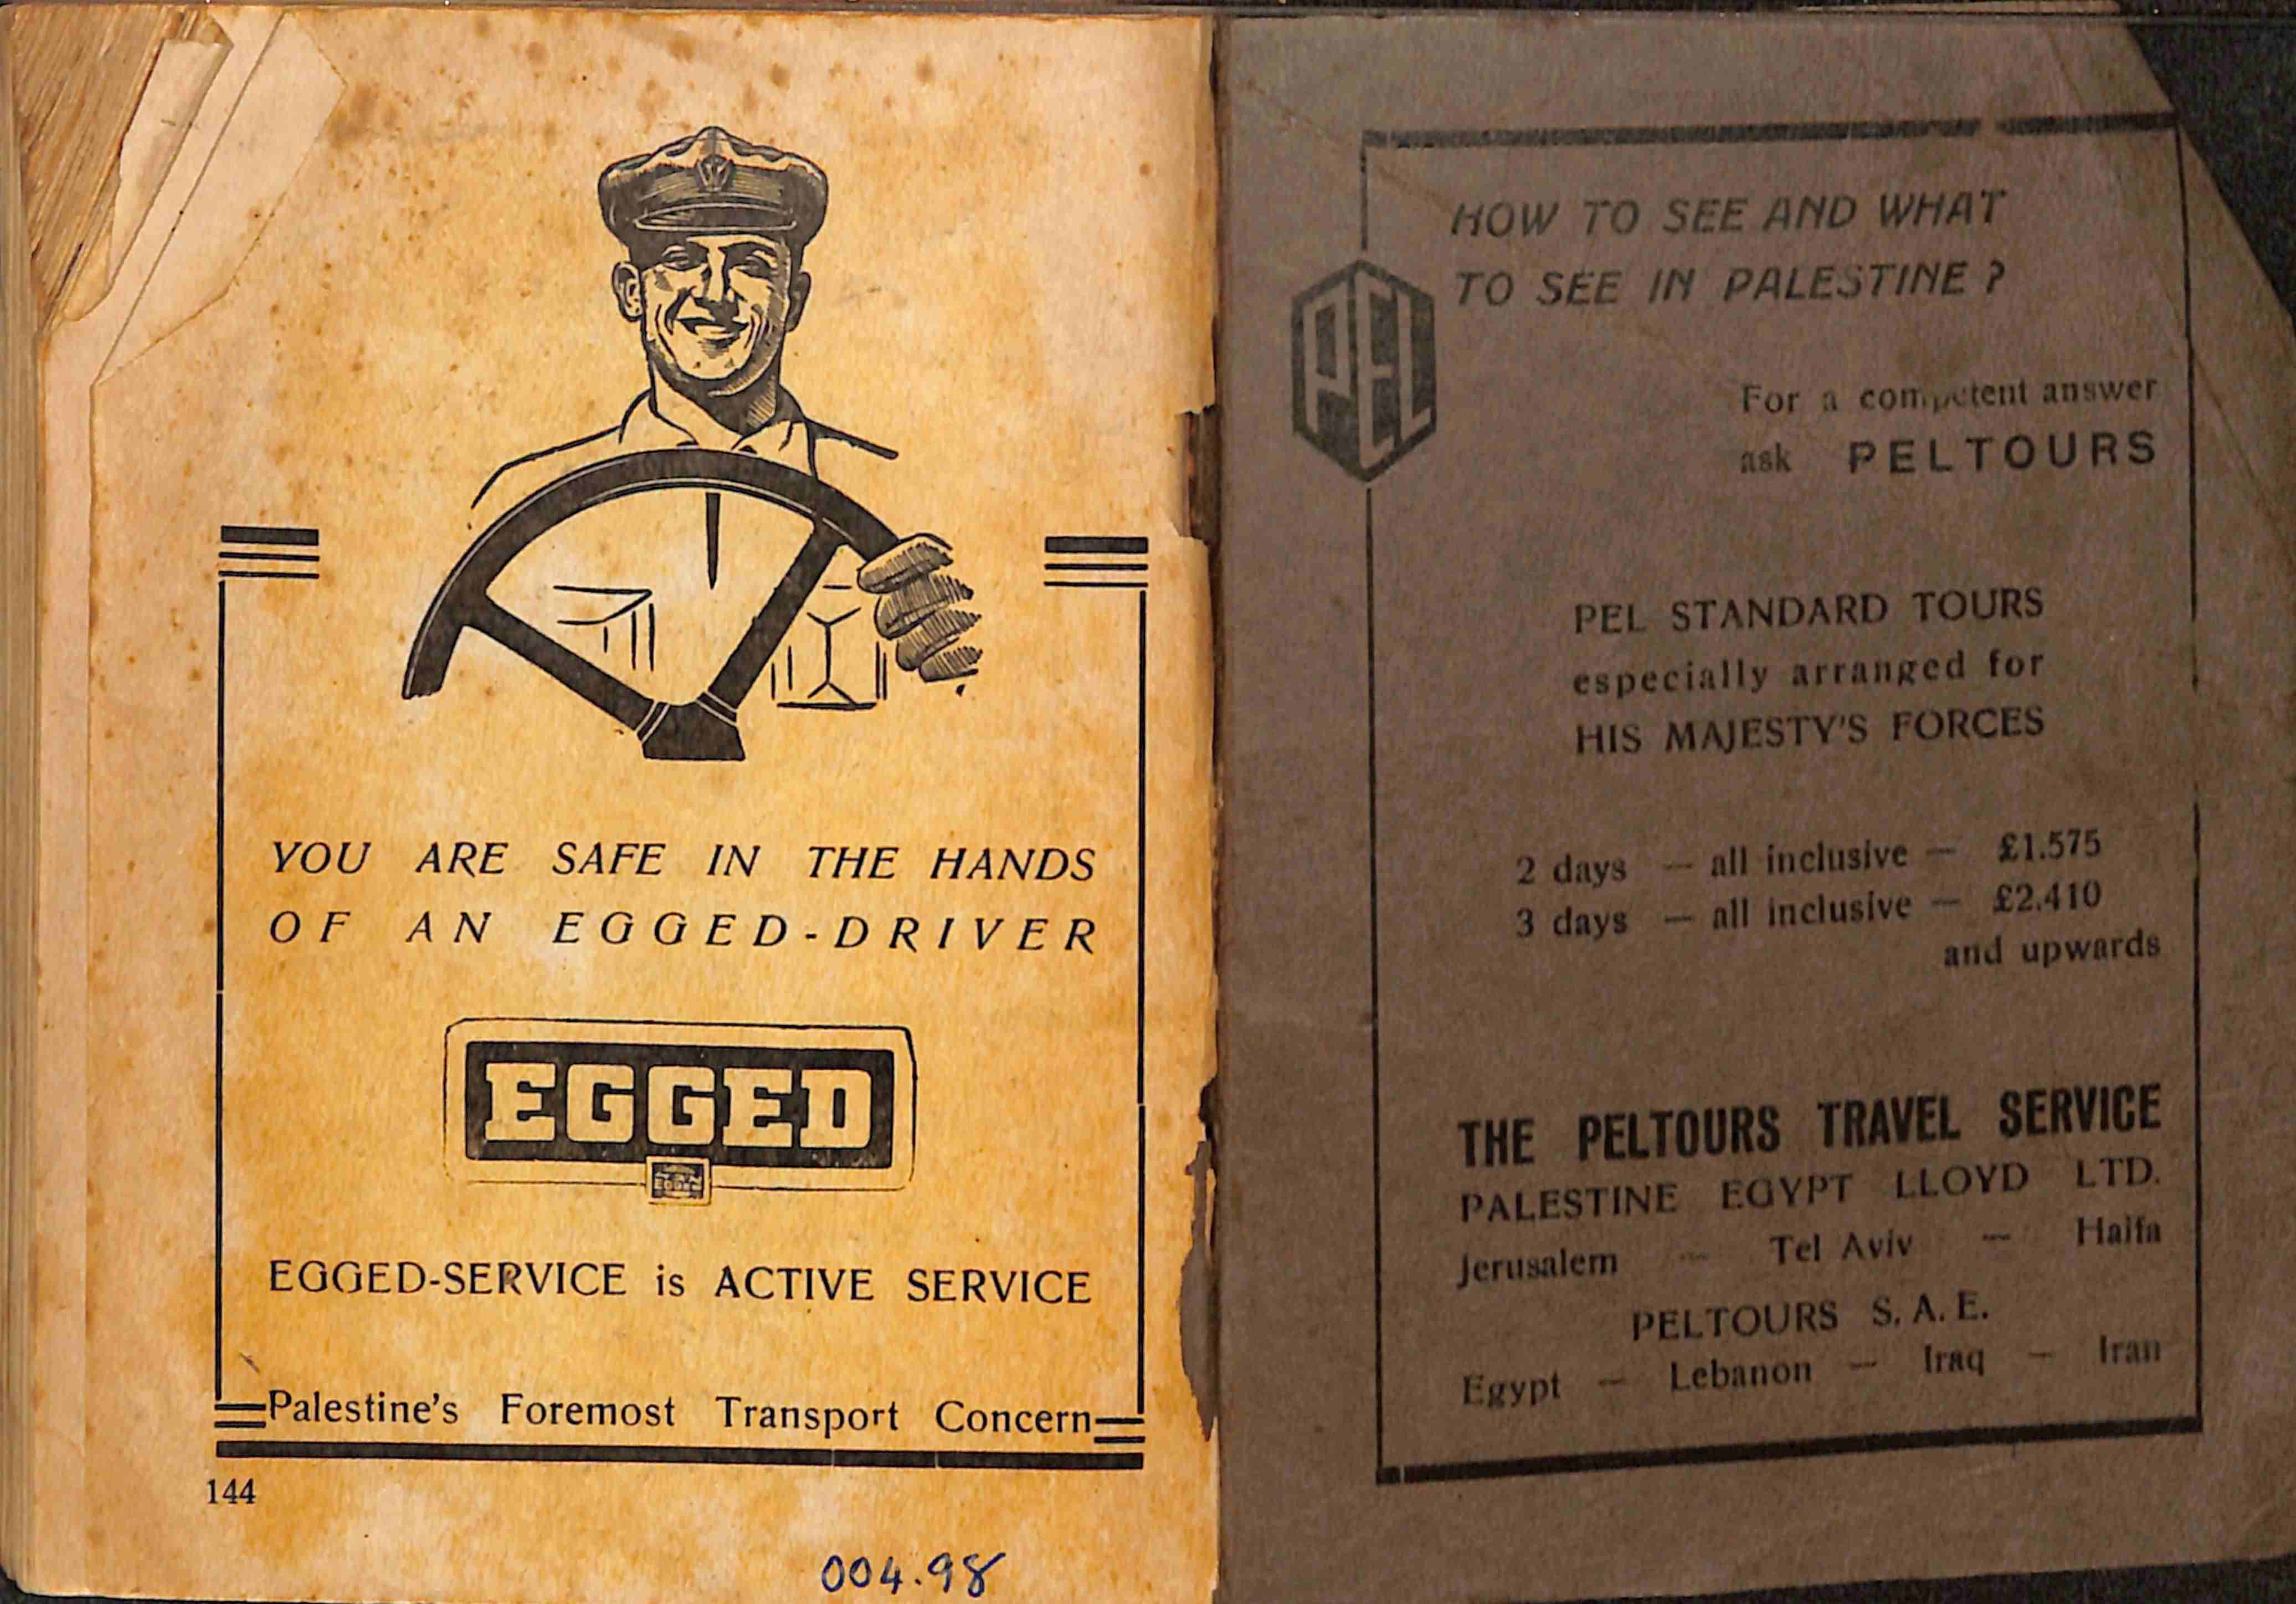 YOU ARE SAFE IN THE HANDS
OF AN EGGED-DRIVER
EGGED
EGGED-SERVICE is ACTIVE SERVICE
Palestine's Foremost Transport Concern
144
004.98
HOW TO SEE AND WHAT
TO SEE IN PALESTINE ?
PEL
For a competent answer
ask PELTOURS
PEL STANDARD TOURS
especially arranged for
HIS MAJESTY'S FORCES
2 days — all inclusive — £1.575
3 days — all inclusive — £2.410
and upwards
THE PELTOURS TRAVEL SERVICE
PALESTINE EGYPT LLOYD LTD.
Jerusalem — Tel Aviv — Haifa
PELTOURS S. A. E.
Egypt — Lebanon — Iraq — Iran